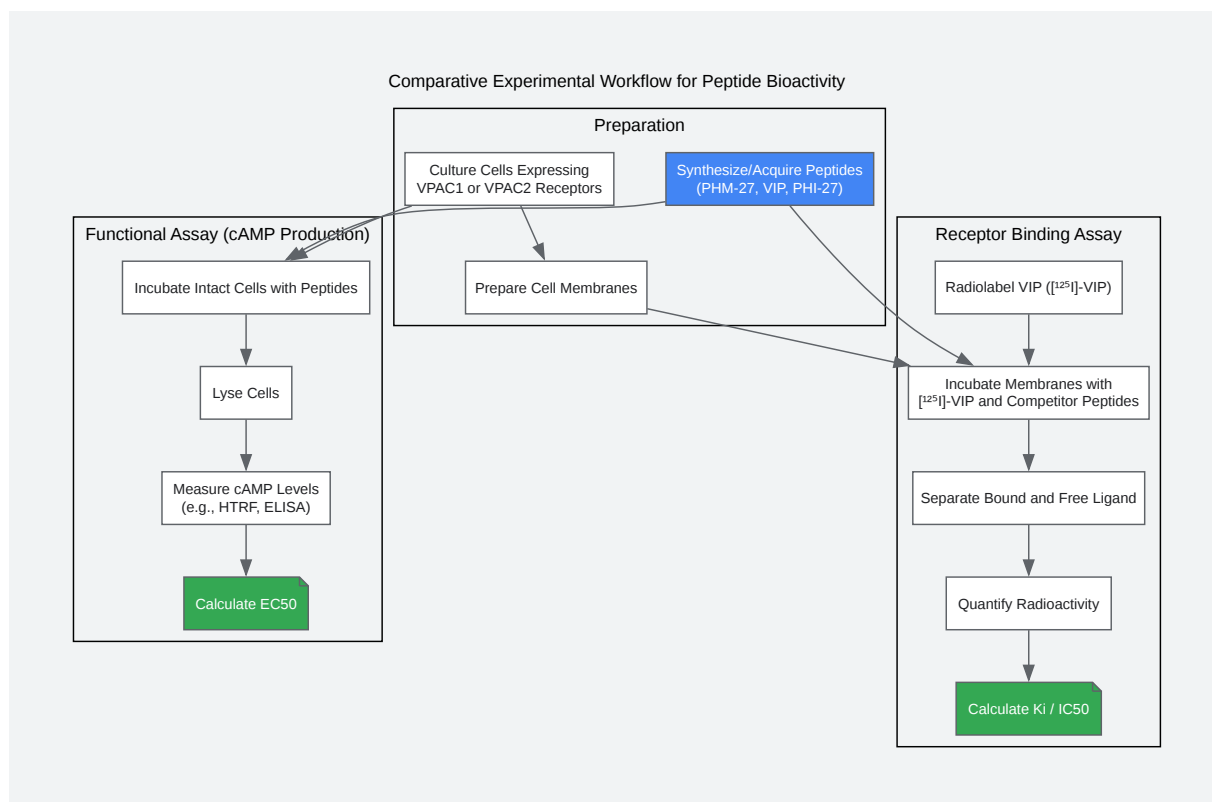 Comparative Experimental Workflow for Peptide Bioactivity
Preparation
Culture Cells Expressing
VPAC1 or VPAC2 Receptors
Synthesize/Acquire Peptides
(PHM-27, VIP, PHI-27)
Prepare Cell Membranes
Functional Assay (cAMP Production)
Incubate Intact Cells with Peptides
Lyse Cells
Measure cAMP Levels
(e.g., HTRF, ELISA)
Calculate EC50
Receptor Binding Assay
Radiolabel VIP ([¹²⁵I]-VIP)
Incubate Membranes with
[¹²⁵I]-VIP and Competitor Peptides
Separate Bound and Free Ligand
Quantify Radioactivity
Calculate Ki / IC50